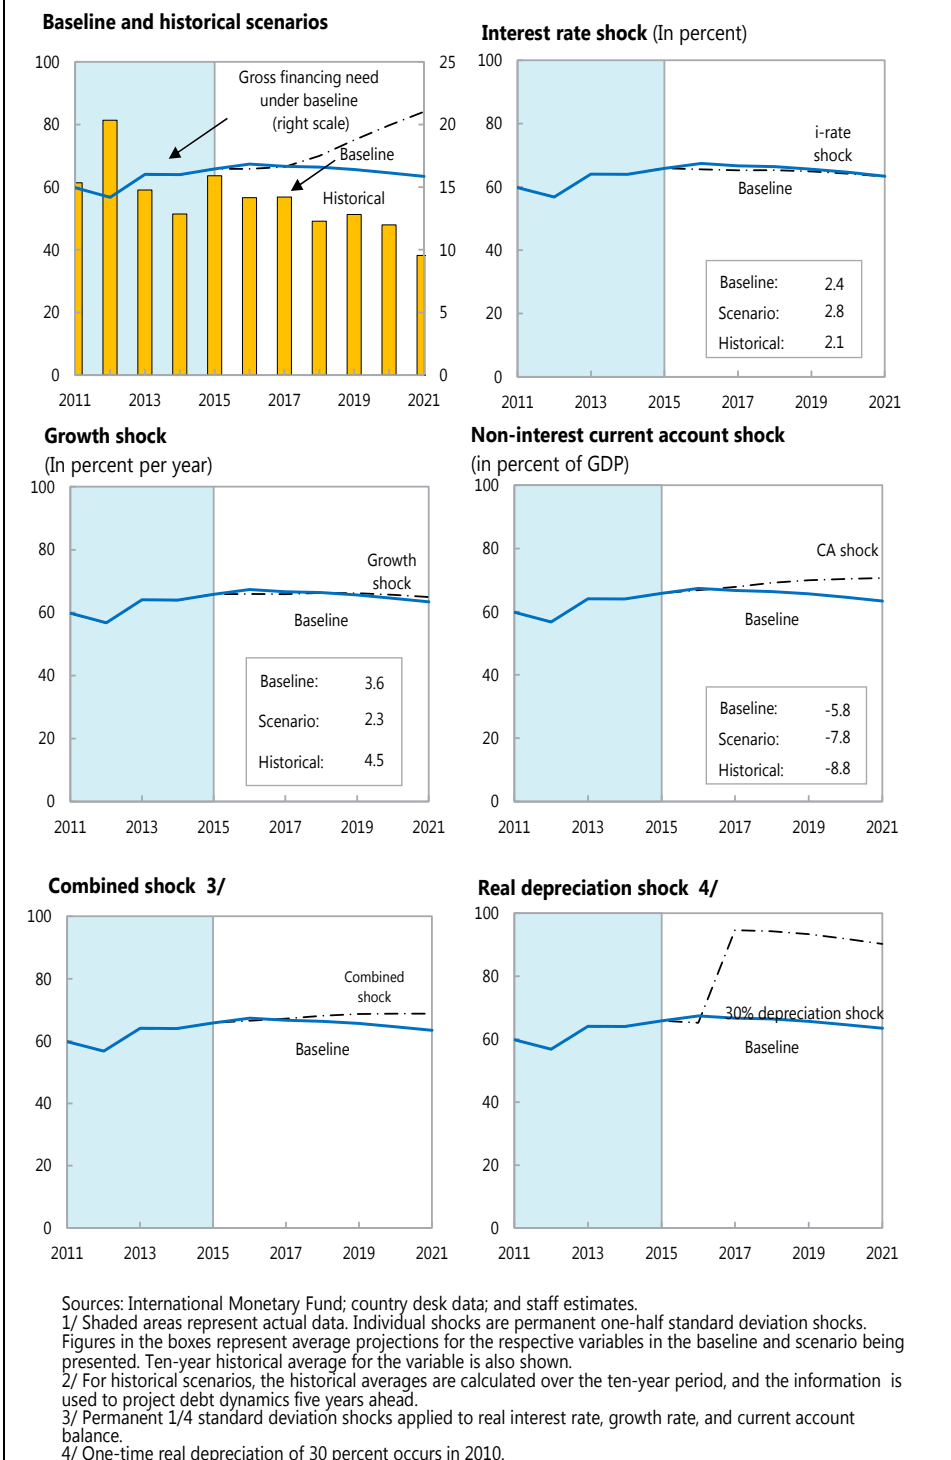 Baseline and historical scenarios
100
80
60
40
20
0
25
20
15
10
5
0
Gross financing need
under baseline
(right scale)
Baseline
Historical
2011 2013 2015 2017 2019 2021
Interest rate shock (In percent)
100
80
60
40
20
0
i-rate
shock
Baseline
Baseline: 2.4
Scenario: 2.8
Historical: 2.1
2011 2013 2015 2017 2019 2021
Growth shock
(In percent per year)
100
80
60
40
20
0
Growth
shock
Baseline
Baseline: 3.6
Scenario: 2.3
Historical: 4.5
2011 2013 2015 2017 2019 2021
Non-interest current account shock
(in percent of GDP)
100
80
60
40
20
0
CA shock
Baseline
Baseline: -5.8
Scenario: -7.8
Historical: -8.8
2011 2013 2015 2017 2019 2021
Combined shock 3/
100
80
60
40
20
0
Combined
shock
Baseline
2011 2013 2015 2017 2019 2021
Real depreciation shock 4/
100
80
60
40
20
0
30% depreciation shock
Baseline
2011 2013 2015 2017 2019 2021
Sources: International Monetary Fund; country desk data; and staff estimates.
1/ Shaded areas represent actual data. Individual shocks are permanent one-half standard deviation shocks.
Figures in the boxes represent average projections for the respective variables in the baseline and scenario being
presented. Ten-year historical average for the variable is also shown.
2/ For historical scenarios, the historical averages are calculated over the ten-year period, and the information is
used to project debt dynamics five years ahead.
3/ Permanent 1/4 standard deviation shocks applied to real interest rate, growth rate, and current account
balance.
4/ One-time real depreciation of 30 percent occurs in 2010.